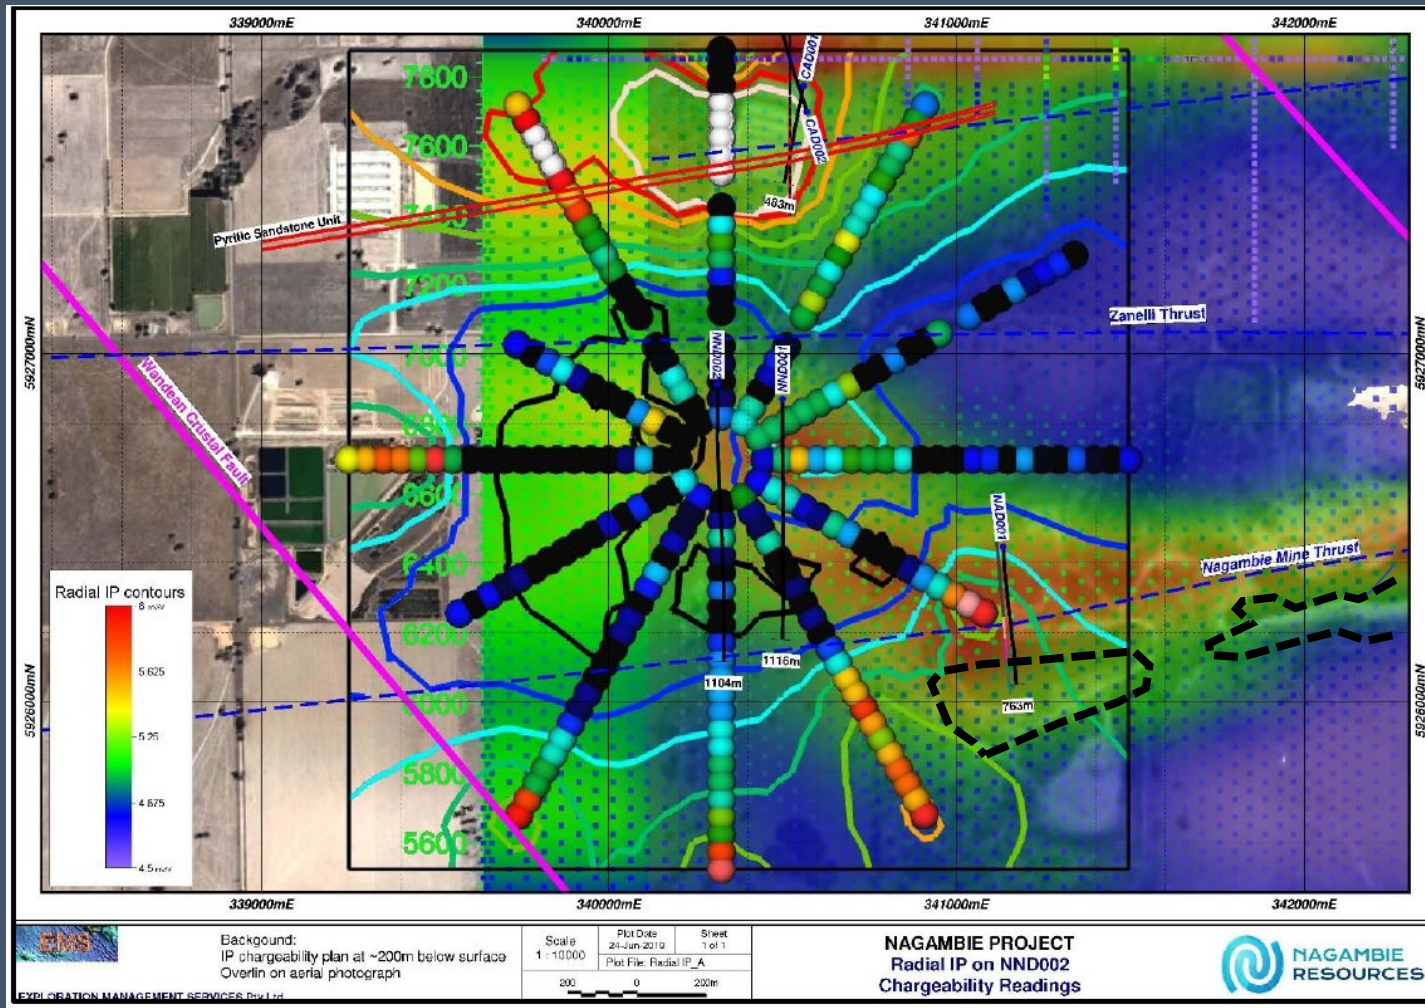 339000mE
340000mE
341000mE
342000mE
7800
CAD001
7600
CAD002
7400
483m
Pyritic Sandstone Unit
7200
Zanelli Thrust
5927000mN
5927000mN
7000
NND002
NND001
Wandean Crustal Fault
6800
6600
NAD001
6400
Nagambie Mine Thrust
Radial IP contours
6 mV/V
5.625
5.25
4.875
4.5 mV/V
6200
1116m
1104m
763m
5926000mN
5926000mN
6000
5800
5600
339000mE
340000mE
341000mE
342000mE
EMS
EXPLORATION MANAGEMENT SERVICES Pty Ltd
Backgound:
IP chargeability plan at ~200m below surface
Overlin on aerial photograph
Scale
1 : 10000
Plot Date
24-Jun-2019
Sheet
1 of 1
Plot File: Radial IP_A
200 0 200m
NAGAMBIE PROJECT
Radial IP on NND002
Chargeability Readings
NAGAMBIE
RESOURCES